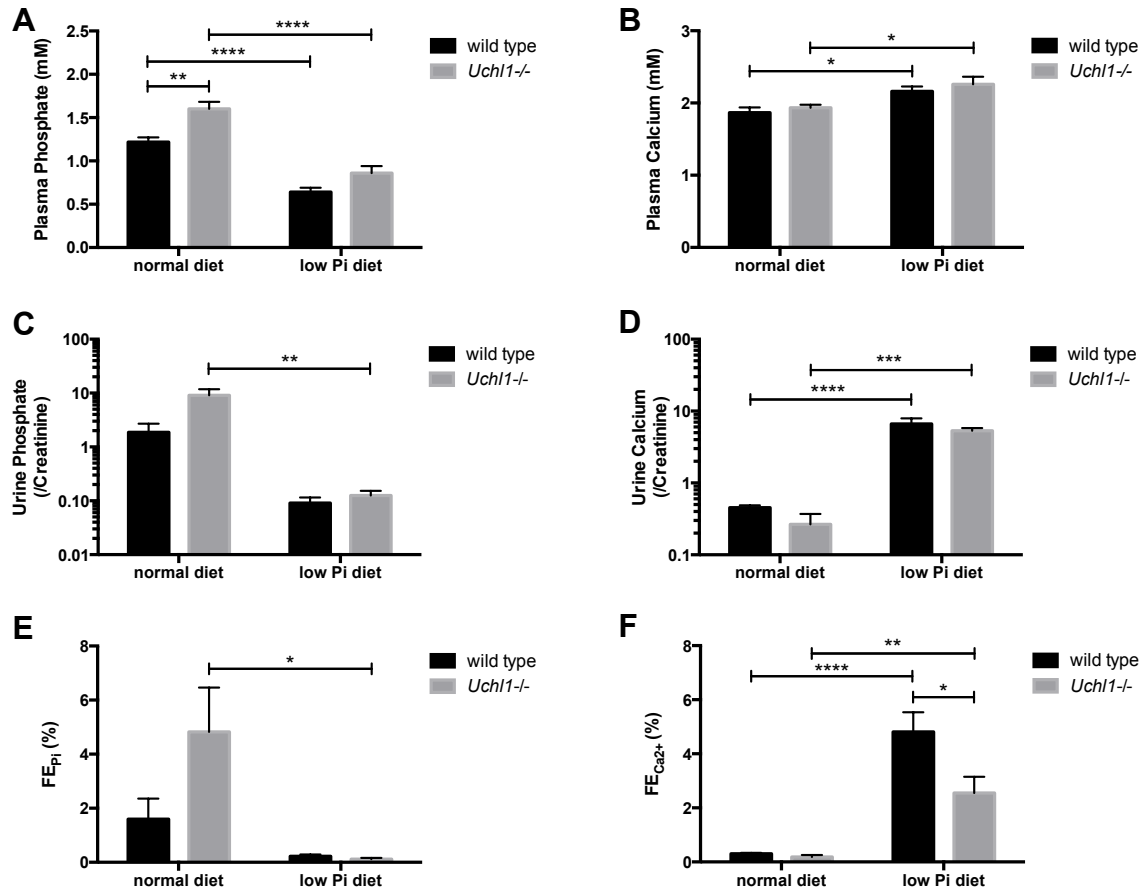 A
Plasma Phosphate (mM)
2.5
2.0
1.5
1.0
0.5
0.0
****
****
**
normal diet
low Pi diet
wild type
Uchl1-/-
B
Plasma Calcium (mM)
3
2
1
0
*
*
normal diet
low Pi diet
wild type
Uchl1-/-
C
Urine Phosphate
(/Creatinine)
100
10
1
0.10
0.01
**
normal diet
low Pi diet
wild type
Uchl1-/-
D
Urine Calcium
(/Creatinine)
100
10
1
0.1
***
****
normal diet
low Pi diet
wild type
Uchl1-/-
E
FEPi (%)
8
6
4
2
0
*
normal diet
low Pi diet
wild type
Uchl1-/-
F
FECa2+ (%)
8
6
4
2
0
**
****
*
normal diet
low Pi diet
wild type
Uchl1-/-